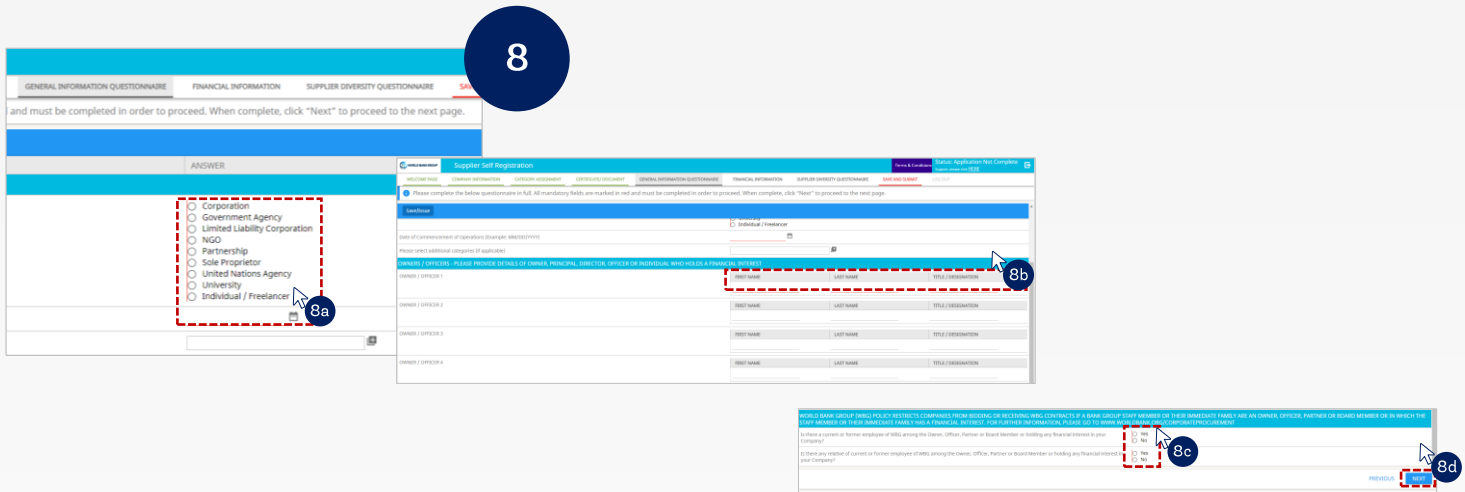 8
GENERAL INFORMATION QUESTIONNAIRE FINANCIAL INFORMATION SUPPLIER DIVERSITY QUESTIONNAIRE
and must be completed in order to proceed. When complete, click "Next" to proceed to the next page.
ANSWER
Corporation
Government Agency
Limited Liability Corporation
NGO
Partnership
Sole Proprietor
United Nations Agency
University
Individual / Freelancer
8a
WORLD BANK GROUP Supplier Self Registration Terms & Conditions Status: Application Not Complete
WELCOME PAGE COMPANY INFORMATION CATEGORY ASSIGNMENT CERTIFICATE/ DOCUMENT GENERAL INFORMATION QUESTIONNAIRE FINANCIAL INFORMATION SUPPLIER DIVERSITY QUESTIONNAIRE SAVE AND SUBMIT
Please complete the below questionnaire in full. All mandatory fields are marked in red and must be completed in order to proceed. When complete, click "Next" to proceed to the next page.
Individual / Freelancer
Date of Commencement of Operations (Example: MM/DD/YYYY)
Please select additional categories (if applicable)
8b
OWNERS / OFFICERS - PLEASE PROVIDE DETAILS OF OWNER, PRINCIPAL, DIRECTOR, OFFICER OR INDIVIDUAL WHO HOLDS A FINANCIAL INTEREST
OWNER / OFFICER 1 FIRST NAME LAST NAME TITLE / DESIGNATION
OWNER / OFFICER 2 FIRST NAME LAST NAME TITLE / DESIGNATION
OWNER / OFFICER 3 FIRST NAME LAST NAME TITLE / DESIGNATION
OWNER / OFFICER 4 FIRST NAME LAST NAME TITLE / DESIGNATION
WORLD BANK GROUP (WBG) POLICY RESTRICTS COMPANIES FROM BIDDING OR RECEIVING WBG CONTRACTS IF A BANK GROUP STAFF MEMBER OR THEIR IMMEDIATE FAMILY ARE AN OWNER, OFFICER, PARTNER OR BOARD MEMBER OR IN WHICH THE
STAFF MEMBER OR THEIR IMMEDIATE FAMILY HAS A FINANCIAL INTEREST. FOR FURTHER INFORMATION, PLEASE GO TO WWW.WORLDBANK.ORG/CORPORATEPROCUREMENT
Is there a current or former employee of WBG among the Owner, Officer, Partner or Board Member or holding any financial interest in your Yes
Company? No
8c
Is there any relative of current or former employee of WBG among the Owner, Officer, Partner or Board Member or holding any financial interest in Yes
your Company? No
8d
PREVIOUS NEXT